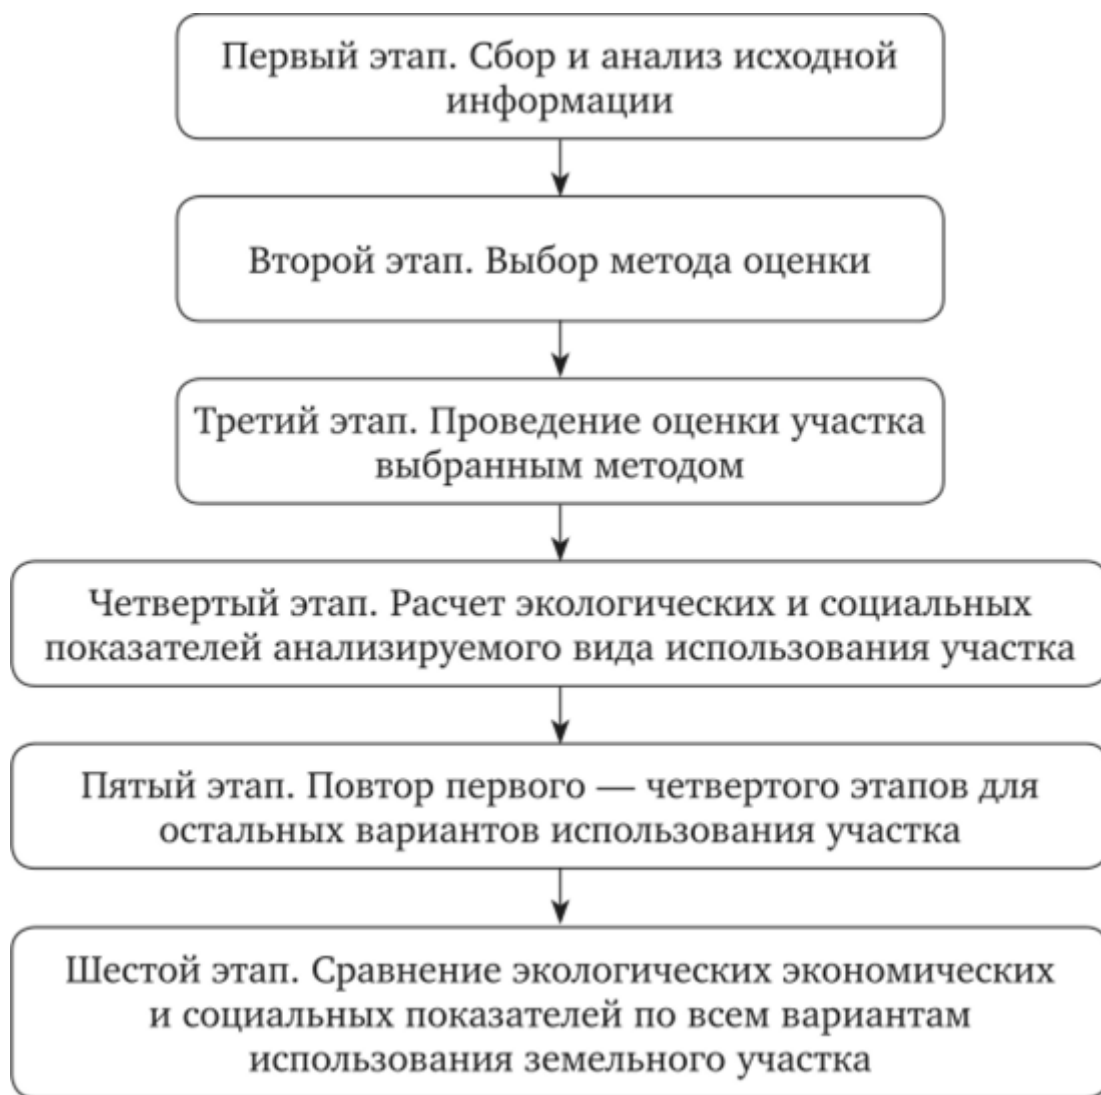 Первый этап. Сбор и анализ исходной
информации
Второй этап. Выбор метода оценки
Третий этап. Проведение оценки участка
выбранным методом
Четвертый этап. Расчет экологических и социальных
показателей анализируемого вида использования участка
Пятый этап. Повтор первого — четвертого этапов для
остальных вариантов использования участка
Шестой этап. Сравнение экологических экономических
и социальных показателей по всем вариантам
использования земельного участка